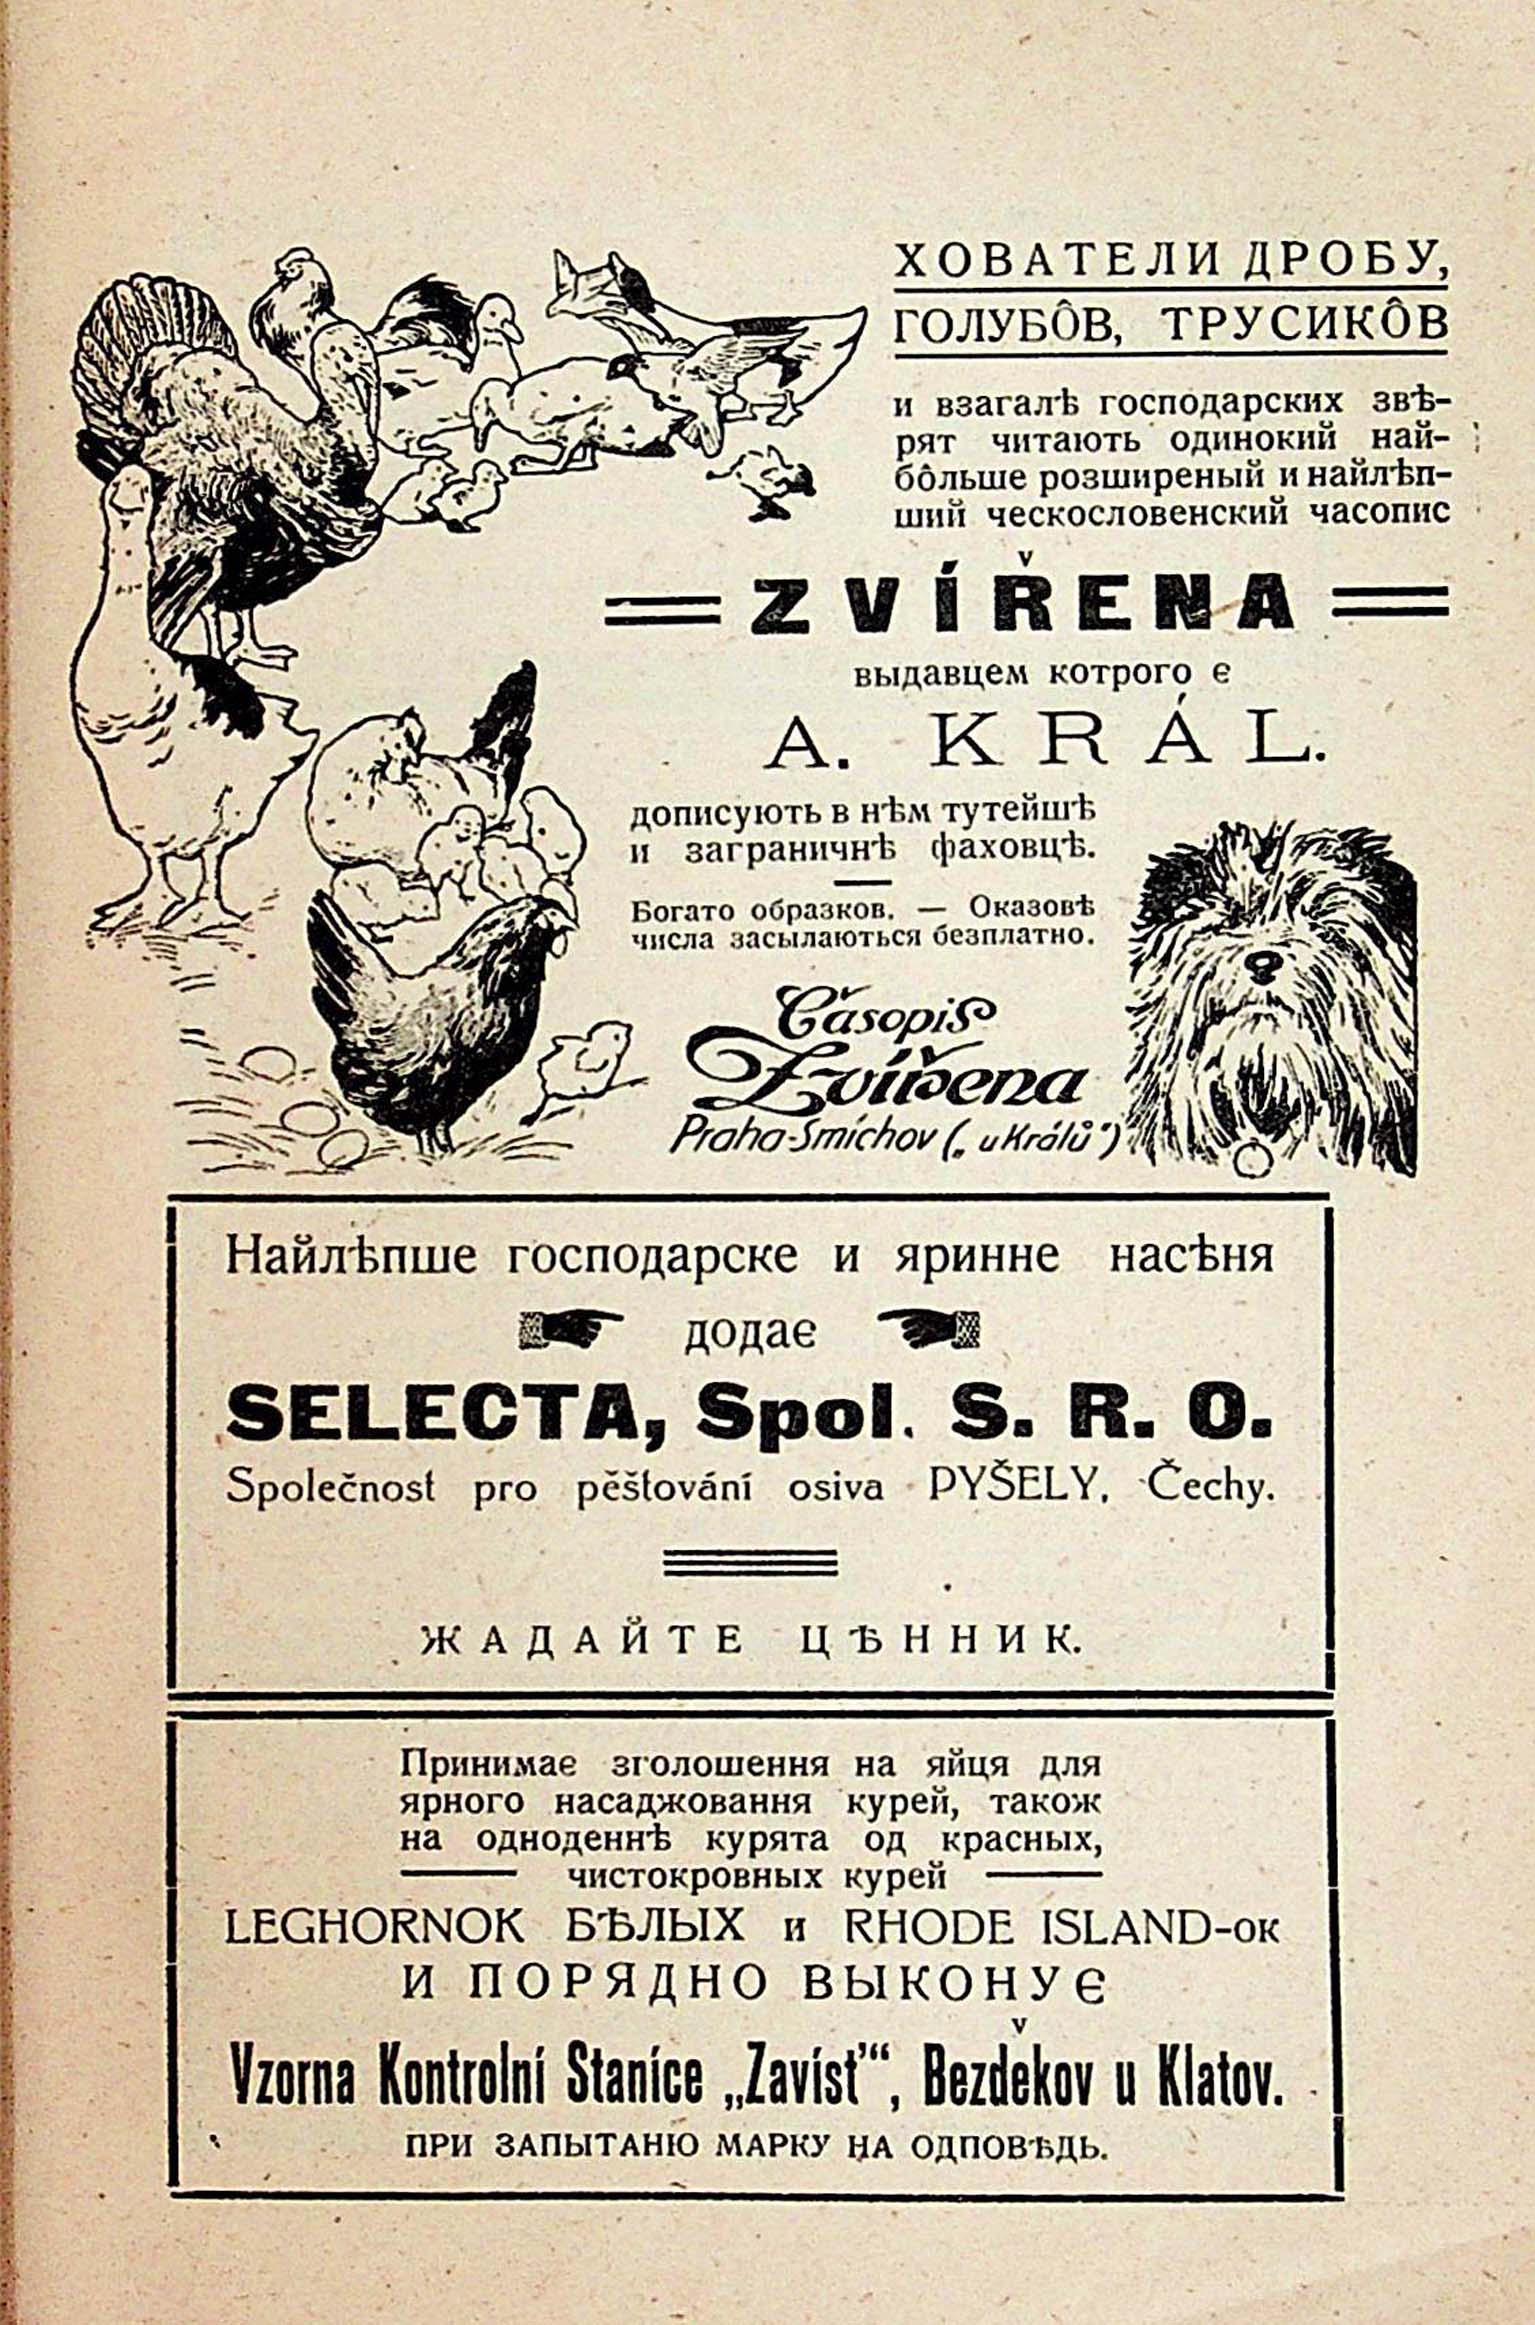 ХОВАТЕЛИ ДРОБУ,
ГОЛУБÔВ, ТРУСИКÔВ
и взагалѣ господарских звѣ-
рят читають одинокий най-
бôльше розширеный и найлѣп-
ший ческословенский часопис
ZVÍŘENA
выдавцем котрого є
A. KRÁL.
дописують в нѣм тутейшѣ
и заграничнѣ фаховцѣ.
Богато образков. — Оказовѣ
числа засылаються безплатно.
Časopis
Zvířena
Praha-Smíchov („u Králů“)
Найлѣпше господарске и яринне насѣня
додає
SELECTA, Spol. S. R. O.
Společnost pro pěstování osiva PYŠELY, Čechy.
ЖАДАЙТЕ ЦѢННИК.
Принимає зголошення на яйця для
ярного насаджовання курей, також
на одноденнѣ курята од красных,
чистокровных курей
LEGHORNOK БѢЛЫХ и RHODE ISLAND-ок
И ПОРЯДНО ВЫКОНУЄ
Vzorna Kontrolní Stanice „Zavist'“, Bezděkov u Klatov.
ПРИ ЗАПЫТАНЮ МАРКУ НА ОДПОВѢДЬ.